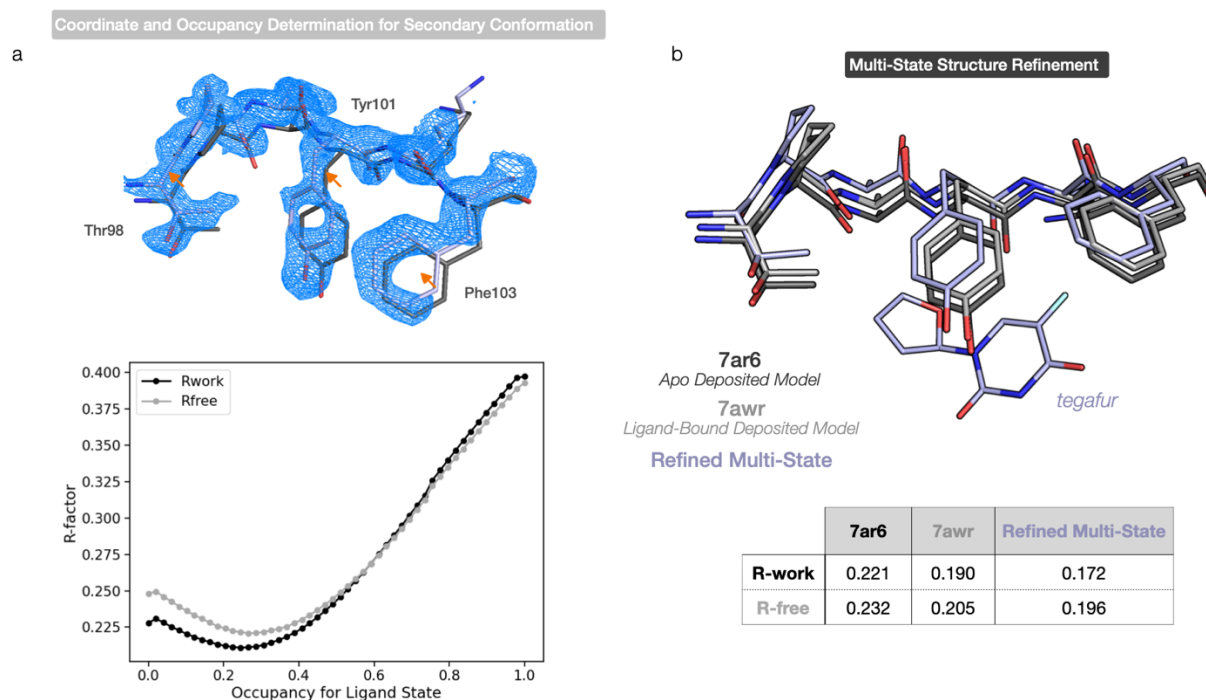 Coordinate and Occupancy Determination for Secondary Conformation
a
Tyr101
Thr98
Phe103
0.400
0.375
0.350
0.325
0.300
0.275
0.250
0.225
R-factor
Rwork
Rfree
0.0 0.2 0.4 0.6 0.8 1.0
Occupancy for Ligand State
b
Multi-State Structure Refinement
7ar6
Apo Deposited Model
7awr
Ligand-Bound Deposited Model
Refined Multi-State
tegafur
7ar6 7awr Refined Multi-State
R-work 0.221 0.190 0.172
R-free 0.232 0.205 0.196